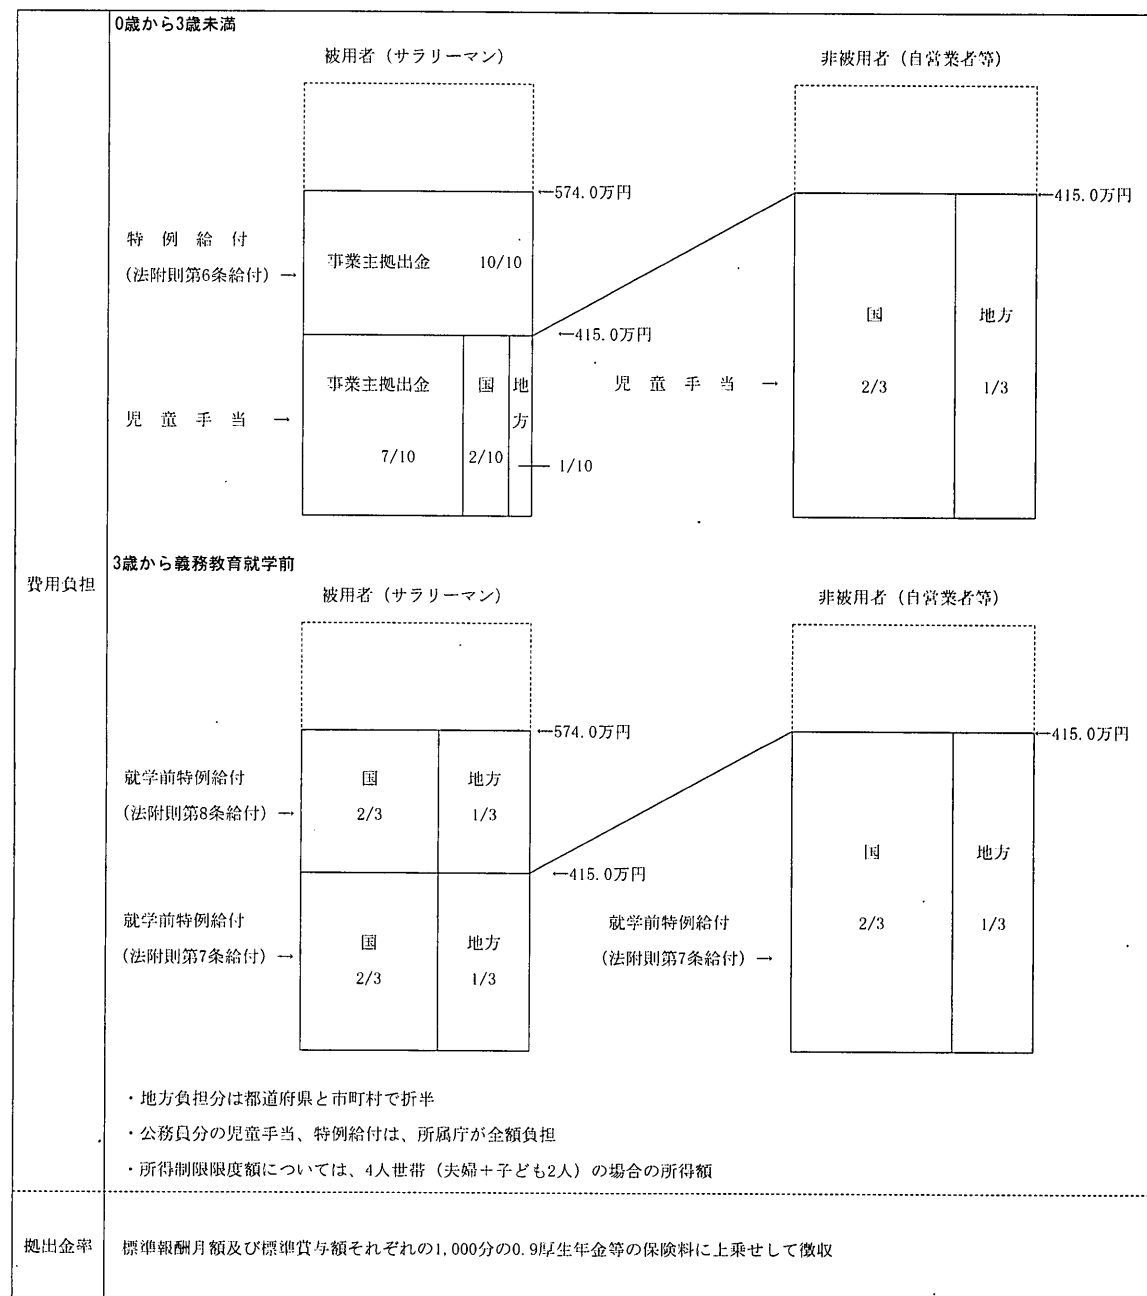 0歳から3歳未満
被用者（サラリーマン）
非被用者（自営業者等）
←574.0万円
←415.0万円
特例給付
（法附則第6条給付）→
事業主拠出金 10/10
←415.0万円
国
地方
2/3
1/3
児童手当→
事業主拠出金
国
地
方
7/10
2/10
1/10
児童手当→
費用負担
3歳から義務教育就学前
被用者（サラリーマン）
非被用者（自営業者等）
←574.0万円
←415.0万円
就学前特例給付
（法附則第8条給付）→
国
地方
2/3
1/3
←415.0万円
国
地方
2/3
1/3
就学前特例給付
（法附則第7条給付）→
国
地方
2/3
1/3
就学前特例給付
（法附則第7条給付）→
・地方負担分は都道府県と市町村で折半
・公務員分の児童手当、特例給付は、所属庁が全額負担
・所得制限限度額については、4人世帯（夫婦＋子ども2人）の場合の所得額
拠出金率
標準報酬月額及び標準賞与額それぞれの1,000分の0.9厚生年金等の保険料に上乗せして徴収